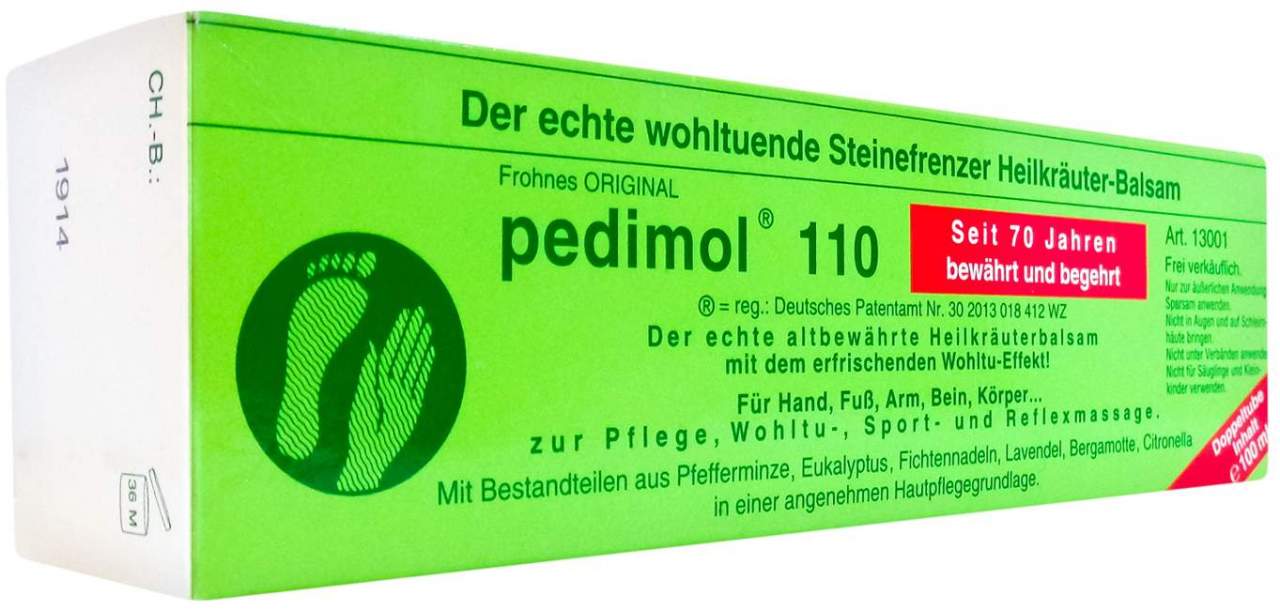 CH.-B.:
1914
36 M
Der echte wohltuende Steinefrenzer Heilkräuter-Balsam
Frohnes ORIGINAL
pedimol® 110
Seit 70 Jahren
bewährt und begehrt
® = reg.: Deutsches Patentamt Nr. 30 2013 018 412 WZ
Der echte altbewährte Heilkräuterbalsam
mit dem erfrischenden Wohltu-Effekt!
Für Hand, Fuß, Arm, Bein, Körper...
zur Pflege, Wohltu-, Sport- und Reflexmassage.
Mit Bestandteilen aus Pfefferminze, Eukalyptus, Fichtennadeln, Lavendel, Bergamotte, Citronella
in einer angenehmen Hautpflegegrundlage.
Art. 13001
Frei verkäuflich.
Nur zur äußerlichen Anwendung
Sparsam anwenden.
Nicht in Augen und auf Schleim-
häute bringen.
Nicht unter Verbänden anwende
Nicht für Säuglinge und Klein-
kinder verwenden.
Doppeltube
Inhalt
e 100 ml